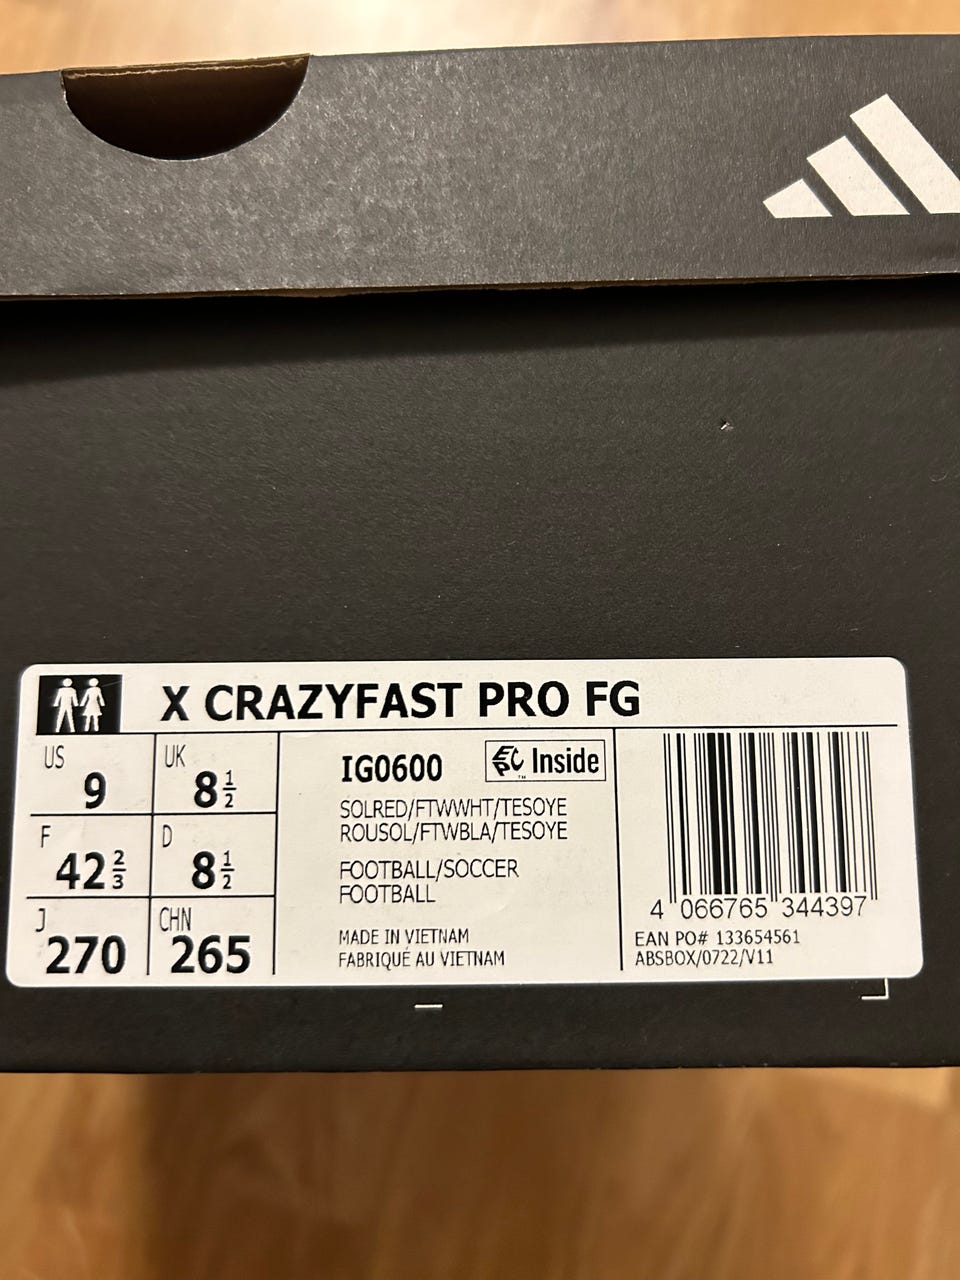 X CRAZYFAST PRO FG
US
9
UK
8 1/2
F
42 2/3
D
8 1/2
J
270
CHN
265
IG0600
EPC Inside
™
SOLRED/FTWWHT/TESOYE
ROUSOL/FTWBLA/TESOYE
FOOTBALL/SOCCER
FOOTBALL
MADE IN VIETNAM
FABRIQUÉ AU VIETNAM
4 066765 344397
EAN PO# 133654561
ABSBOX/0722/V11